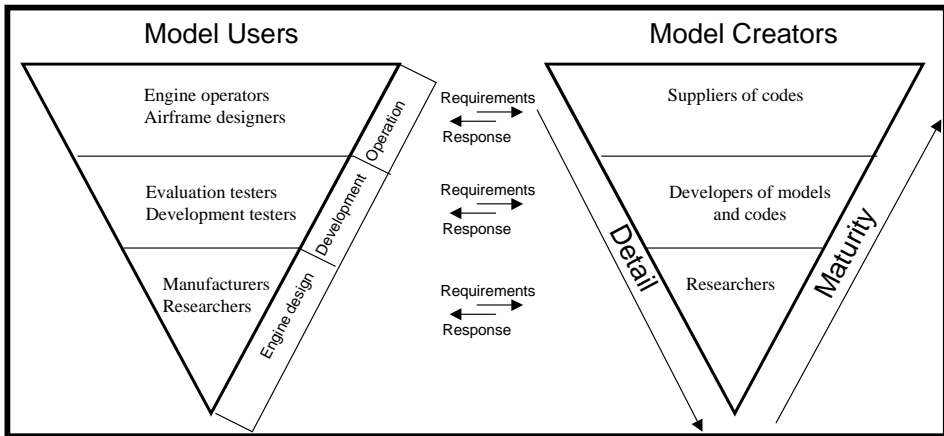 Model Users
Model Creators
Engine operators
Airframe designers
Operation
Requirements
Response
Suppliers of codes
Evaluation testers
Development testers
Development
Requirements
Response
Developers of models
and codes
Detail
Maturity
Manufacturers
Researchers
Engine design
Requirements
Response
Researchers